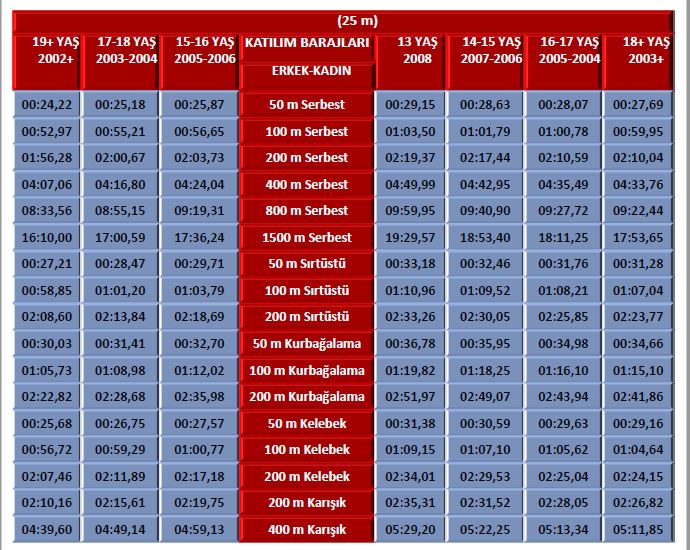 (25 m)
19+ YAŞ 17-18 YAŞ 15-16 YAŞ KATILIM BARAJLARI 13 YAŞ 14-15 YAŞ 16-17 YAŞ 18+ YAŞ
2002+ 2003-2004 2005-2006 ERKEK-KADIN 2008 2007-2006 2005-2004 2003+
00:24,22 00:25,18 00:25,87 50 m Serbest 00:29,15 00:28,63 00:28,07 00:27,69
00:52,97 00:55,21 00:56,65 100 m Serbest 01:03,50 01:01,79 01:00,78 00:59,95
01:56,28 02:00,67 02:03,73 200 m Serbest 02:19,37 02:17,44 02:10,59 02:10,04
04:07,06 04:16,80 04:24,04 400 m Serbest 04:49,99 04:42,95 04:35,49 04:33,76
08:33,56 08:55,15 09:19,31 800 m Serbest 09:59,95 09:40,90 09:27,72 09:22,44
16:10,00 17:00,59 17:36,24 1500 m Serbest 19:29,57 18:53,40 18:11,25 17:53,65
00:27,21 00:28,47 00:29,71 50 m Sırtüstü 00:33,18 00:32,46 00:31,76 00:31,28
00:58,85 01:01,20 01:03,79 100 m Sırtüstü 01:10,96 01:09,52 01:08,21 01:07,04
02:08,60 02:13,84 02:18,69 200 m Sırtüstü 02:33,26 02:30,05 02:25,85 02:23,77
00:30,03 00:31,41 00:32,70 50 m Kurbağalama 00:36,78 00:35,95 00:34,98 00:34,66
01:05,73 01:08,98 01:12,02 100 m Kurbağalama 01:19,82 01:18,25 01:16,10 01:15,10
02:22,82 02:28,68 02:35,98 200 m Kurbağalama 02:51,97 02:49,07 02:43,94 02:41,86
00:25,68 00:26,75 00:27,57 50 m Kelebek 00:31,38 00:30,59 00:29,63 00:29,16
00:56,72 00:59,29 01:00,77 100 m Kelebek 01:09,15 01:07,10 01:05,62 01:04,64
02:07,46 02:11,89 02:17,18 200 m Kelebek 02:34,01 02:29,53 02:25,04 02:24,15
02:10,16 02:15,61 02:19,75 200 m Karışık 02:35,31 02:31,52 02:28,05 02:26,82
04:39,60 04:49,14 04:59,13 400 m Karışık 05:29,20 05:22,25 05:13,34 05:11,85